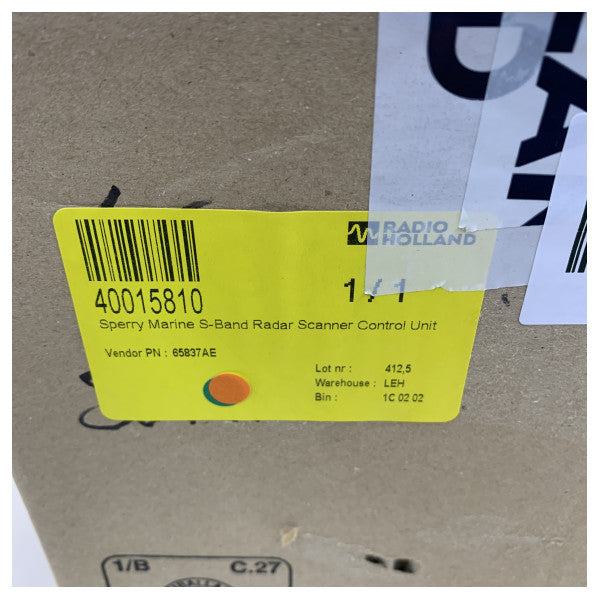 RADIO
HOLLAND
40015810
1 / 1
Sperry Marine S-Band Radar Scanner Control Unit
Vendor PN : 65837AE
Lot nr : 412,5
Warehouse : LEH
Bin : 1C 02 02
1/B C.27